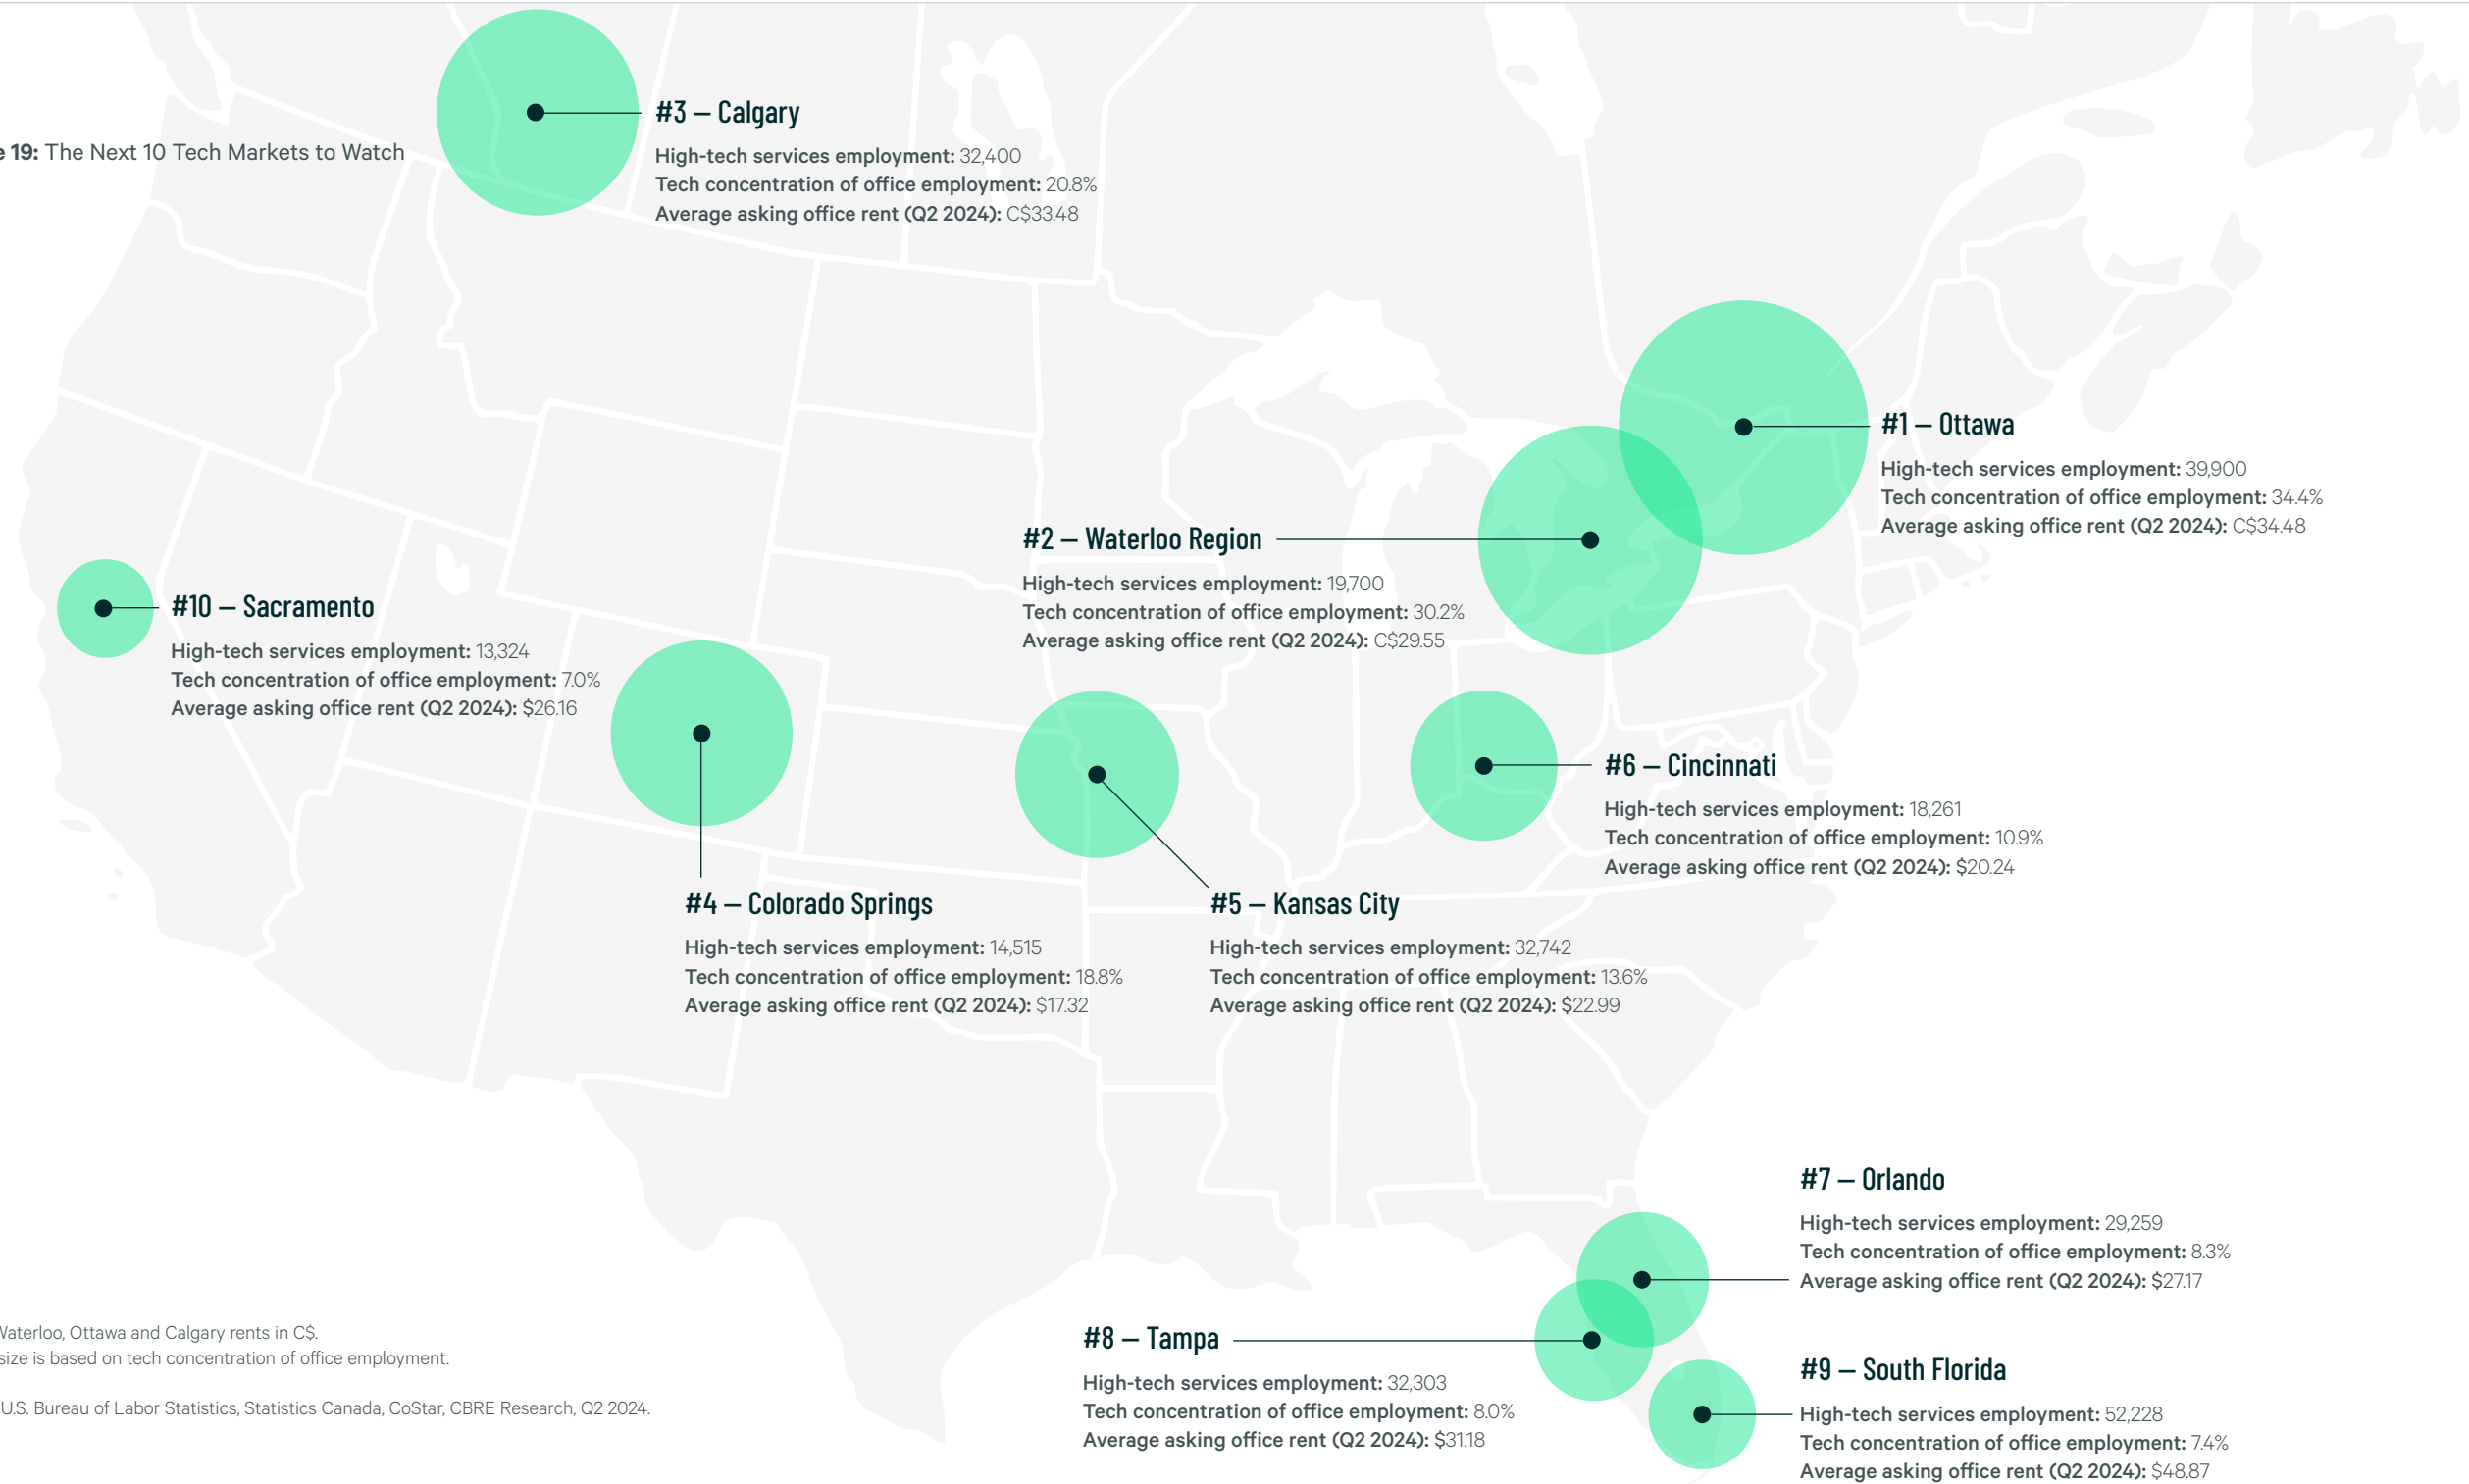 #3 – Calgary
High-tech services employment: 32,400
Tech concentration of office employment: 20.8%
Average asking office rent (Q2 2024): C$33.48
e 19: The Next 10 Tech Markets to Watch
#1 – Ottawa
High-tech services employment: 39,900
Tech concentration of office employment: 34.4%
Average asking office rent (Q2 2024): C$34.48
#2 – Waterloo Region
High-tech services employment: 19,700
Tech concentration of office employment: 30.2%
Average asking office rent (Q2 2024): C$29.55
#10 – Sacramento
High-tech services employment: 13,324
Tech concentration of office employment: 7.0%
Average asking office rent (Q2 2024): $26.16
#6 – Cincinnati
High-tech services employment: 18,261
Tech concentration of office employment: 10.9%
Average asking office rent (Q2 2024): $20.24
#4 – Colorado Springs
High-tech services employment: 14,515
Tech concentration of office employment: 18.8%
Average asking office rent (Q2 2024): $17.32
#5 – Kansas City
High-tech services employment: 32,742
Tech concentration of office employment: 13.6%
Average asking office rent (Q2 2024): $22.99
#7 – Orlando
High-tech services employment: 29,259
Tech concentration of office employment: 8.3%
Average asking office rent (Q2 2024): $27.17
#8 – Tampa
High-tech services employment: 32,303
Tech concentration of office employment: 8.0%
Average asking office rent (Q2 2024): $31.18
#9 – South Florida
High-tech services employment: 52,228
Tech concentration of office employment: 7.4%
Average asking office rent (Q2 2024): $48.87
Waterloo, Ottawa and Calgary rents in C$.
size is based on tech concentration of office employment.
U.S. Bureau of Labor Statistics, Statistics Canada, CoStar, CBRE Research, Q2 2024.